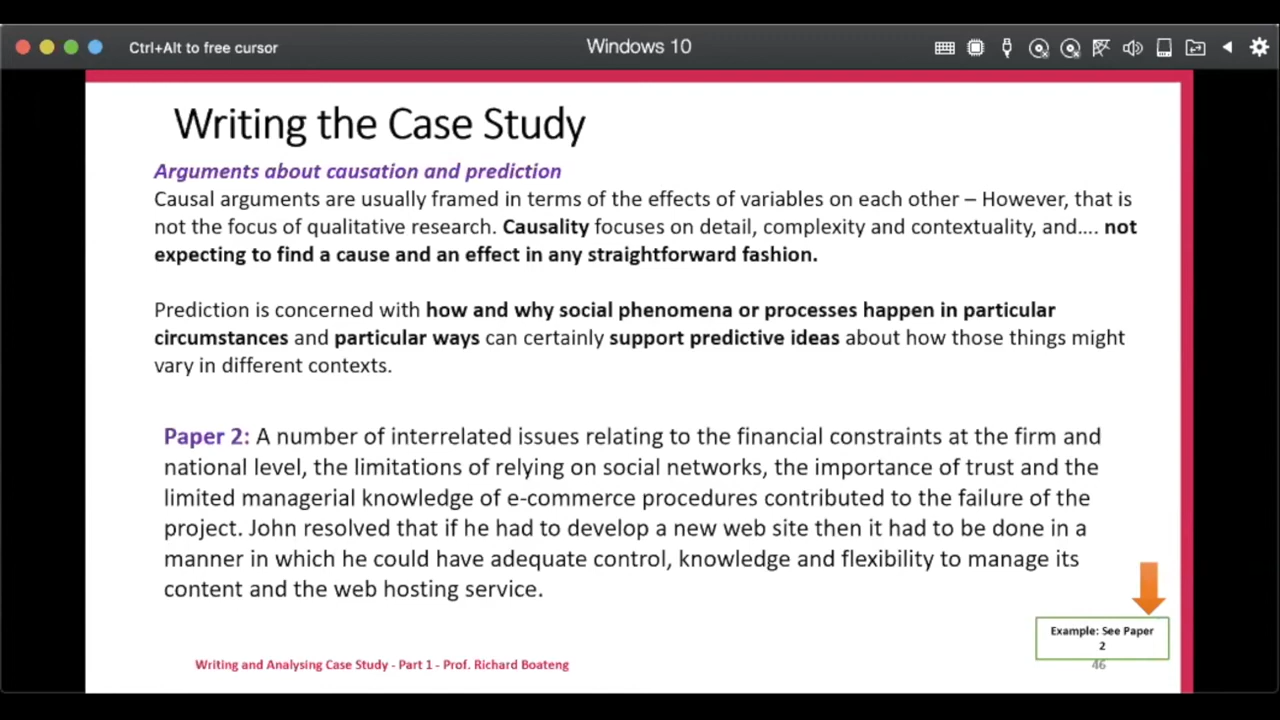 Ctrl+Alt to free cursor
Windows 10
Writing the Case Study
Arguments about causation and prediction
Causal arguments are usually framed in terms of the effects of variables on each other – However, that is
not the focus of qualitative research. Causality focuses on detail, complexity and contextuality, and.... not
expecting to find a cause and an effect in any straightforward fashion.
Prediction is concerned with how and why social phenomena or processes happen in particular
circumstances and particular ways can certainly support predictive ideas about how those things might
vary in different contexts.
Paper 2: A number of interrelated issues relating to the financial constraints at the firm and
national level, the limitations of relying on social networks, the importance of trust and the
limited managerial knowledge of e-commerce procedures contributed to the failure of the
project. John resolved that if he had to develop a new web site then it had to be done in a
manner in which he could have adequate control, knowledge and flexibility to manage its
content and the web hosting service.
Example: See Paper
2
Writing and Analysing Case Study - Part 1 - Prof. Richard Boateng
46